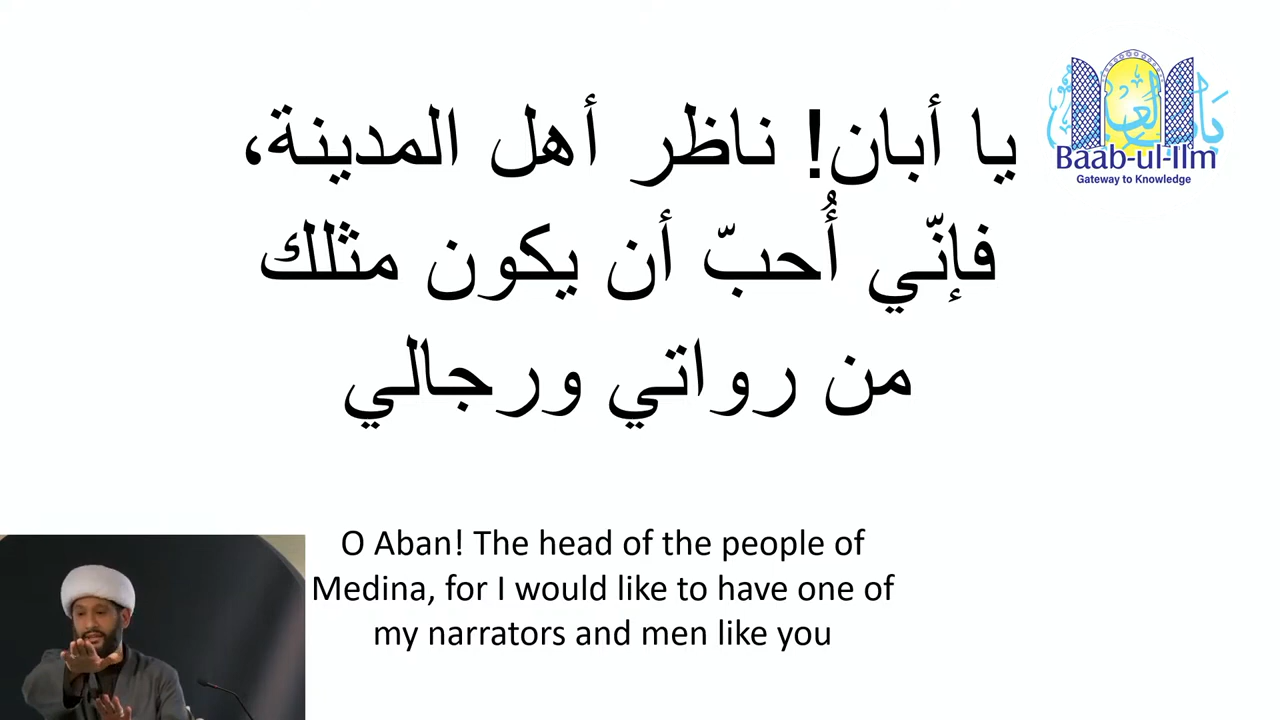 يا أبان! ناظر أهل المدينة،
فإنّي أُحبّ أن يكون مثلك
من رواتي ورجالي
Baab-ul-Ilm
Gateway to Knowledge
O Aban! The head of the people of
Medina, for I would like to have one of
my narrators and men like you